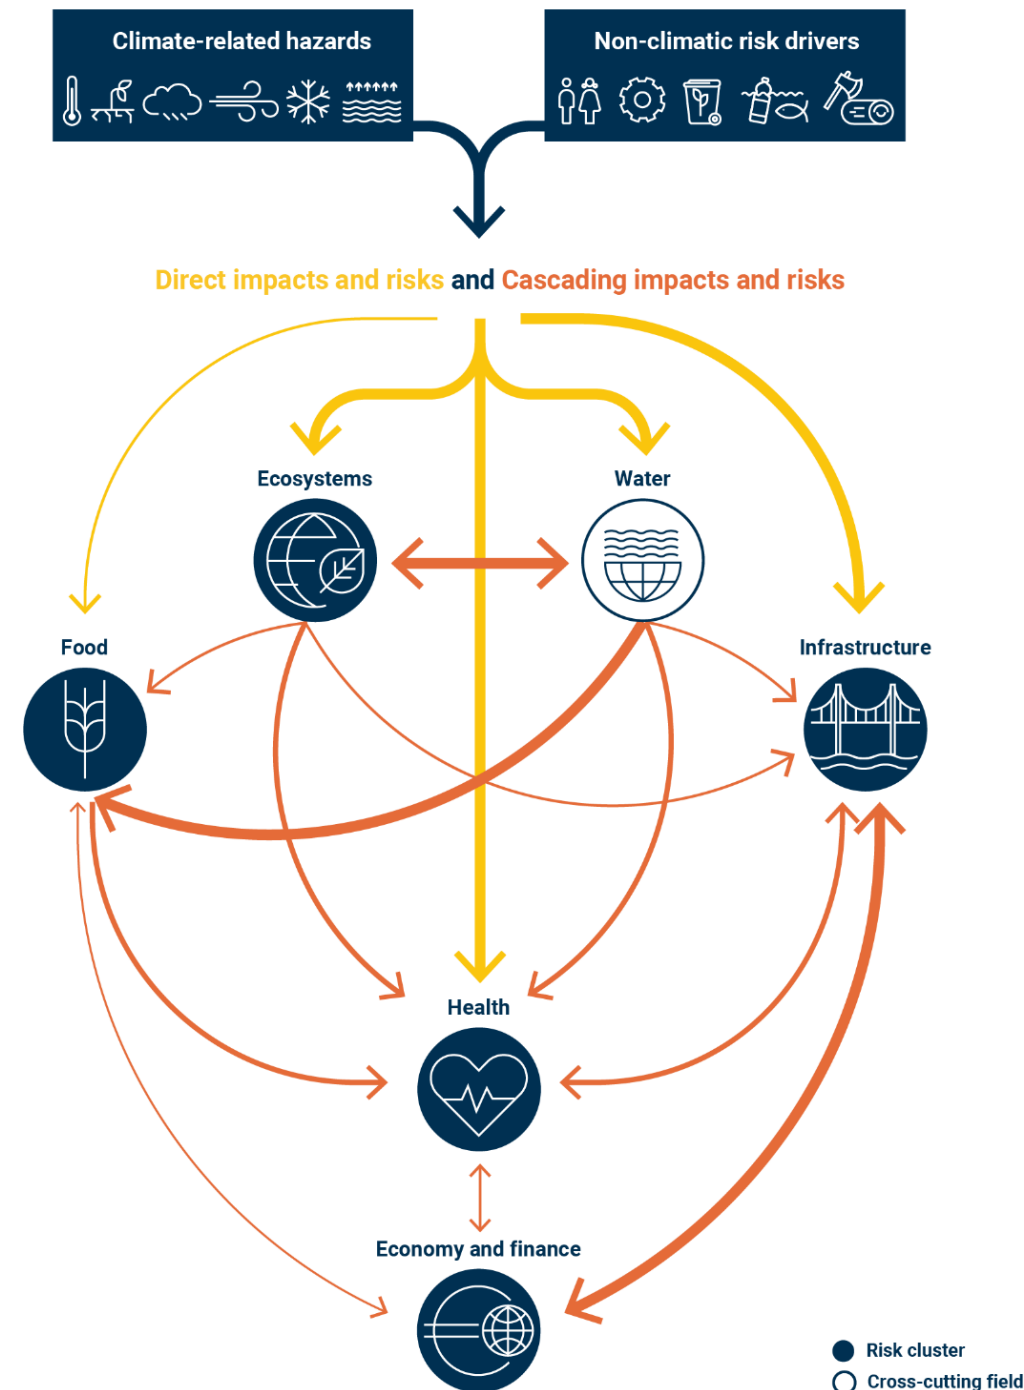 Climate-related hazards
Non-climatic risk drivers
Direct impacts and risks and Cascading impacts and risks
Ecosystems
Water
Food
Infrastructure
Health
Economy and finance
Risk cluster
Cross-cutting field